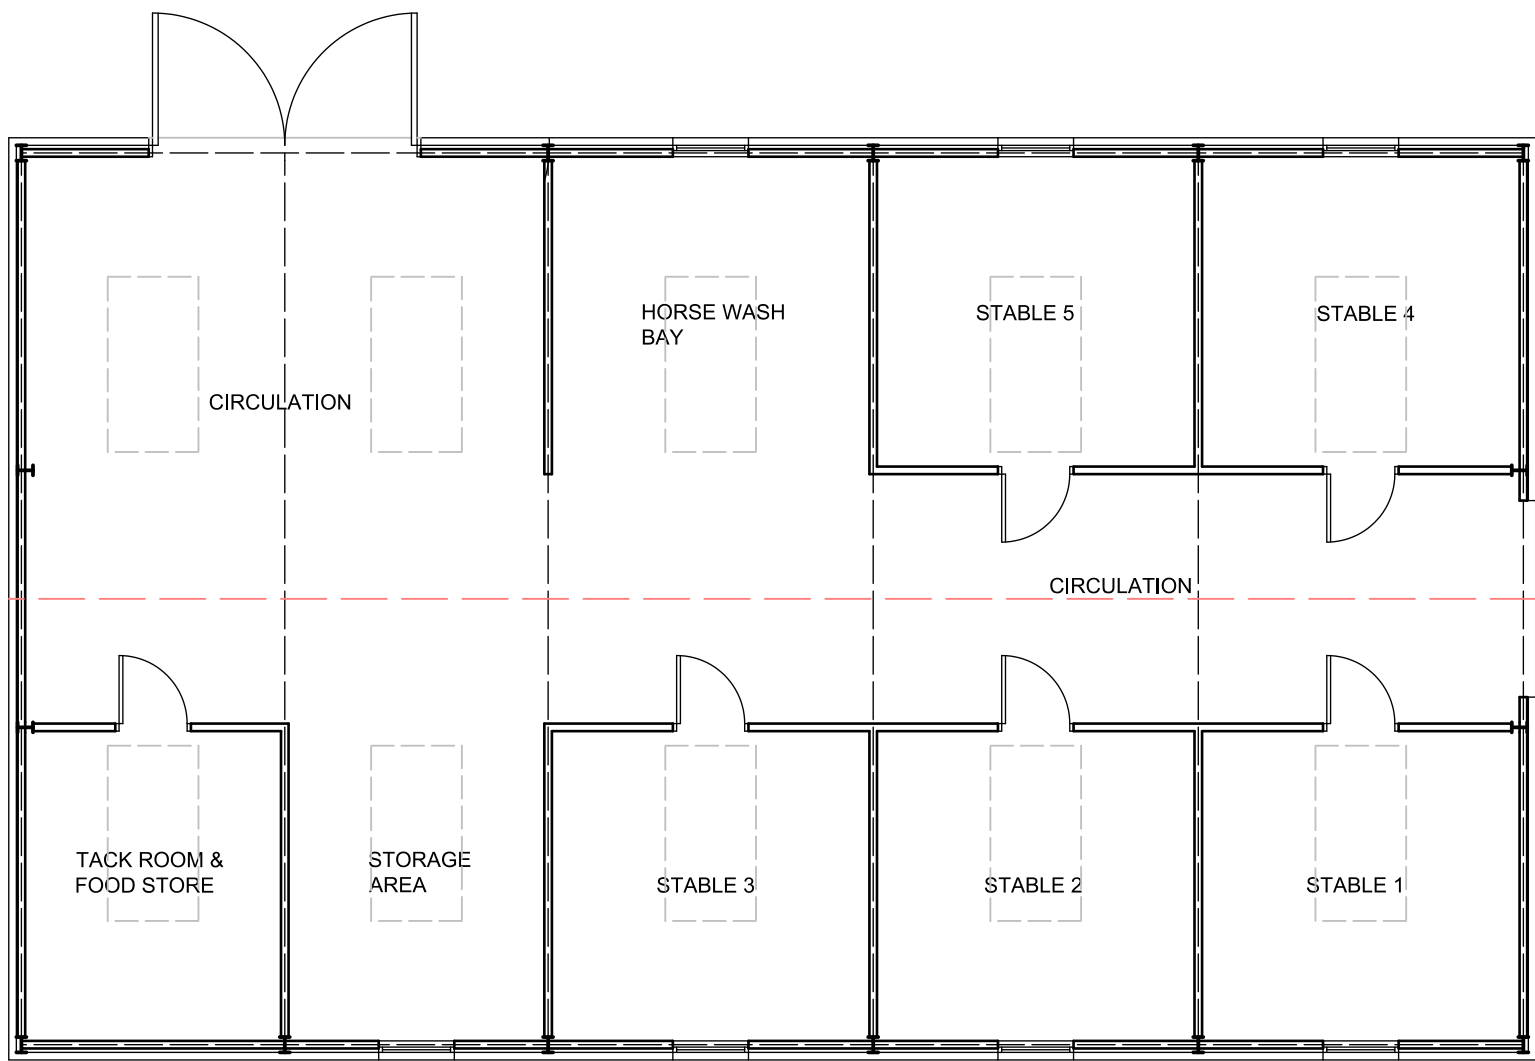 HORSE WASH
BAY
STABLE 5
STABLE 4
CIRCULATION
CIRCULATION
TACK ROOM &
FOOD STORE
STORAGE
AREA
STABLE 3
STABLE 2
STABLE 1